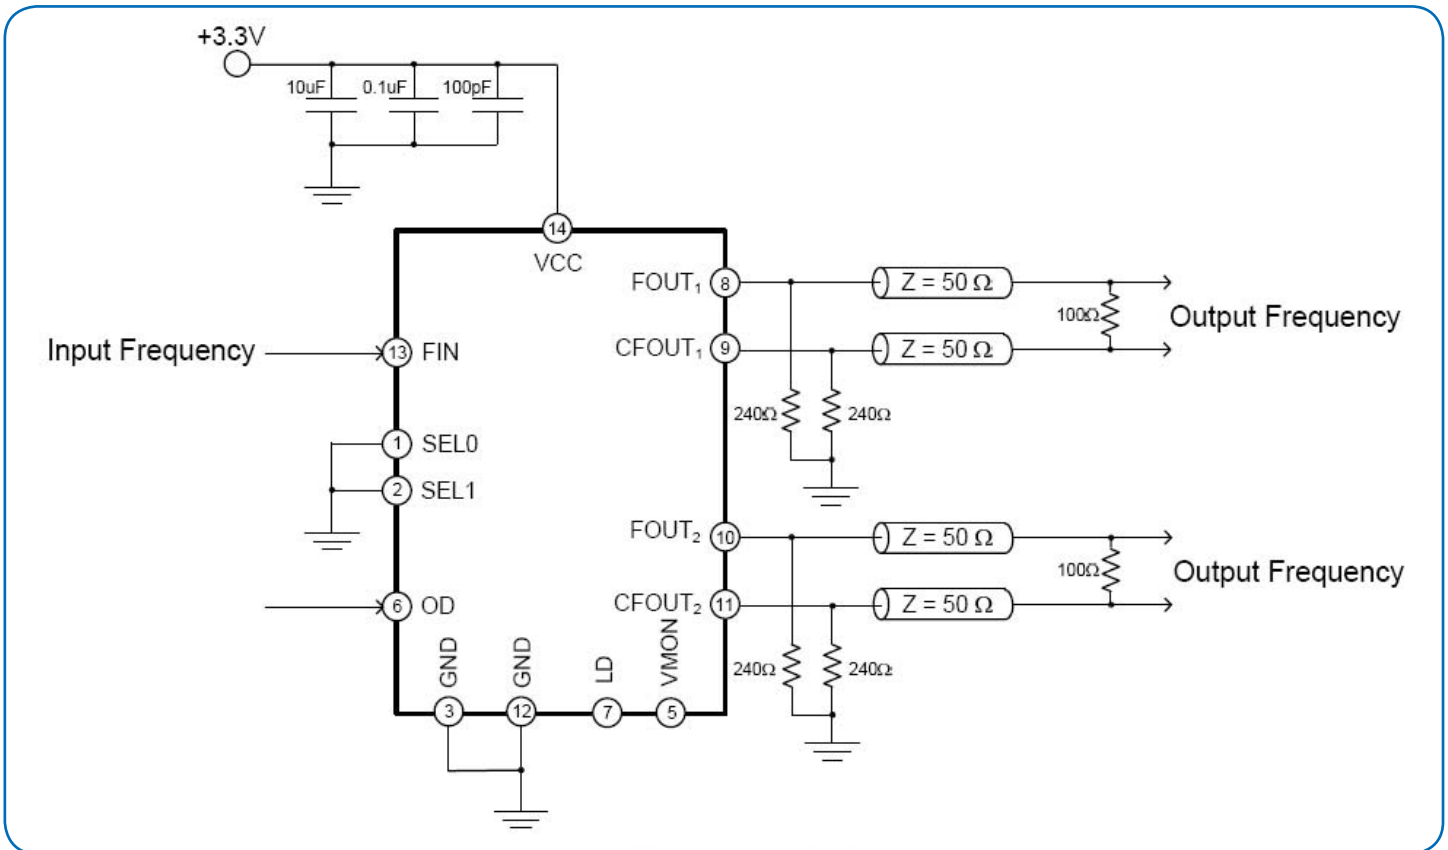 +3.3V
10uF
0.1uF
100pF
14
VCC
FOUT₁
8
Z = 50 Ω
100Ω
Output Frequency
Input Frequency
13
FIN
CFOUT₁
9
Z = 50 Ω
240Ω
240Ω
1
SEL0
2
SEL1
FOUT₂
10
Z = 50 Ω
100Ω
Output Frequency
6
OD
CFOUT₂
11
Z = 50 Ω
240Ω
240Ω
GND
GND
LD
VMON
3
12
7
5